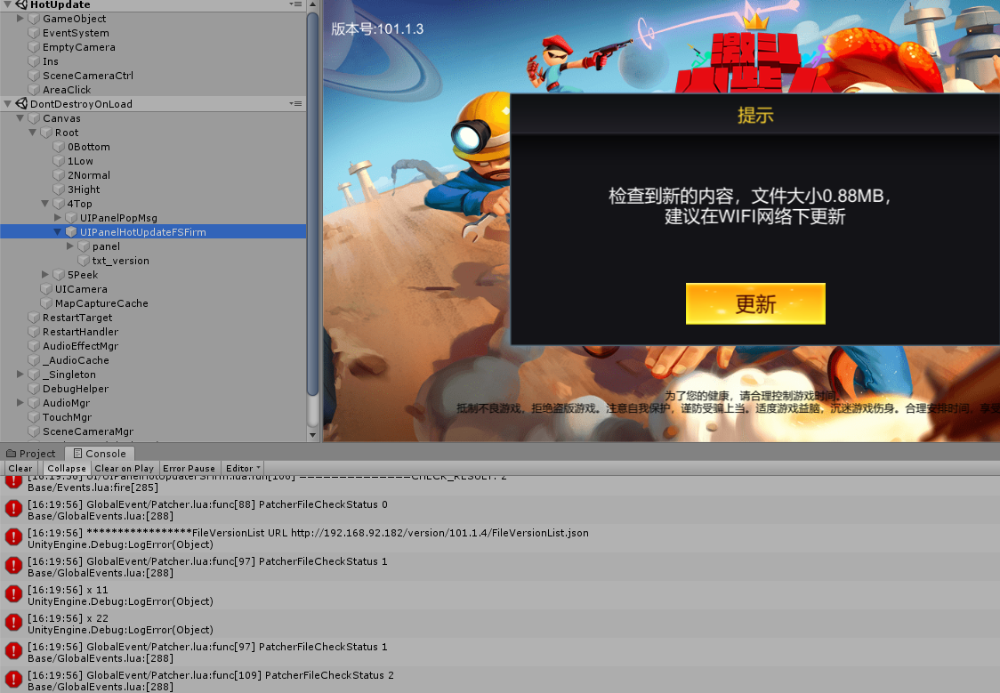 HotUpdate
GameObject
EventSystem
EmptyCamera
Ins
SceneCameraCtrl
AreaClick
DontDestroyOnLoad
Canvas
Root
0Bottom
1Low
2Normal
3Hight
4Top
UIPanelPopMsg
UIPanelHotUpdateFSFirm
panel
txt_version
5Peek
UICamera
MapCaptureCache
RestartTarget
RestartHandler
AudioEffectMgr
_AudioCache
_Singleton
DebugHelper
AudioMgr
TouchMgr
SceneCameraMgr
版本号:101.1.3
激斗
火柴人
提示
检查到新的内容，文件大小0.88MB，
建议在WIFI网络下更新
更新
为了您的健康，请合理控制游戏时间。
抵制不良游戏，拒绝盗版游戏。注意自我保护，谨防受骗上当。适度游戏益脑，沉迷游戏伤身。合理安排时间，享受
Project
Console
Clear
Collapse
Clear on Play
Error Pause
Editor
[16:19:56] UI/UIPanelHotUpdateFSFirm.lua:fun[106] ===============CHECK_RESULT: 2
Base/Events.lua:fire[285]
[16:19:56] GlobalEvent/Patcher.lua:func[88] PatcherFileCheckStatus 0
Base/GlobalEvents.lua:[288]
[16:19:56] *****************FileVersionList URL http://192.168.92.182/version/101.1.4/FileVersionList.json
UnityEngine.Debug:LogError(Object)
[16:19:56] GlobalEvent/Patcher.lua:func[97] PatcherFileCheckStatus 1
Base/GlobalEvents.lua:[288]
[16:19:56] x 11
UnityEngine.Debug:LogError(Object)
[16:19:56] x 22
UnityEngine.Debug:LogError(Object)
[16:19:56] GlobalEvent/Patcher.lua:func[97] PatcherFileCheckStatus 1
Base/GlobalEvents.lua:[288]
[16:19:56] GlobalEvent/Patcher.lua:func[109] PatcherFileCheckStatus 2
Base/GlobalEvents.lua:[288]